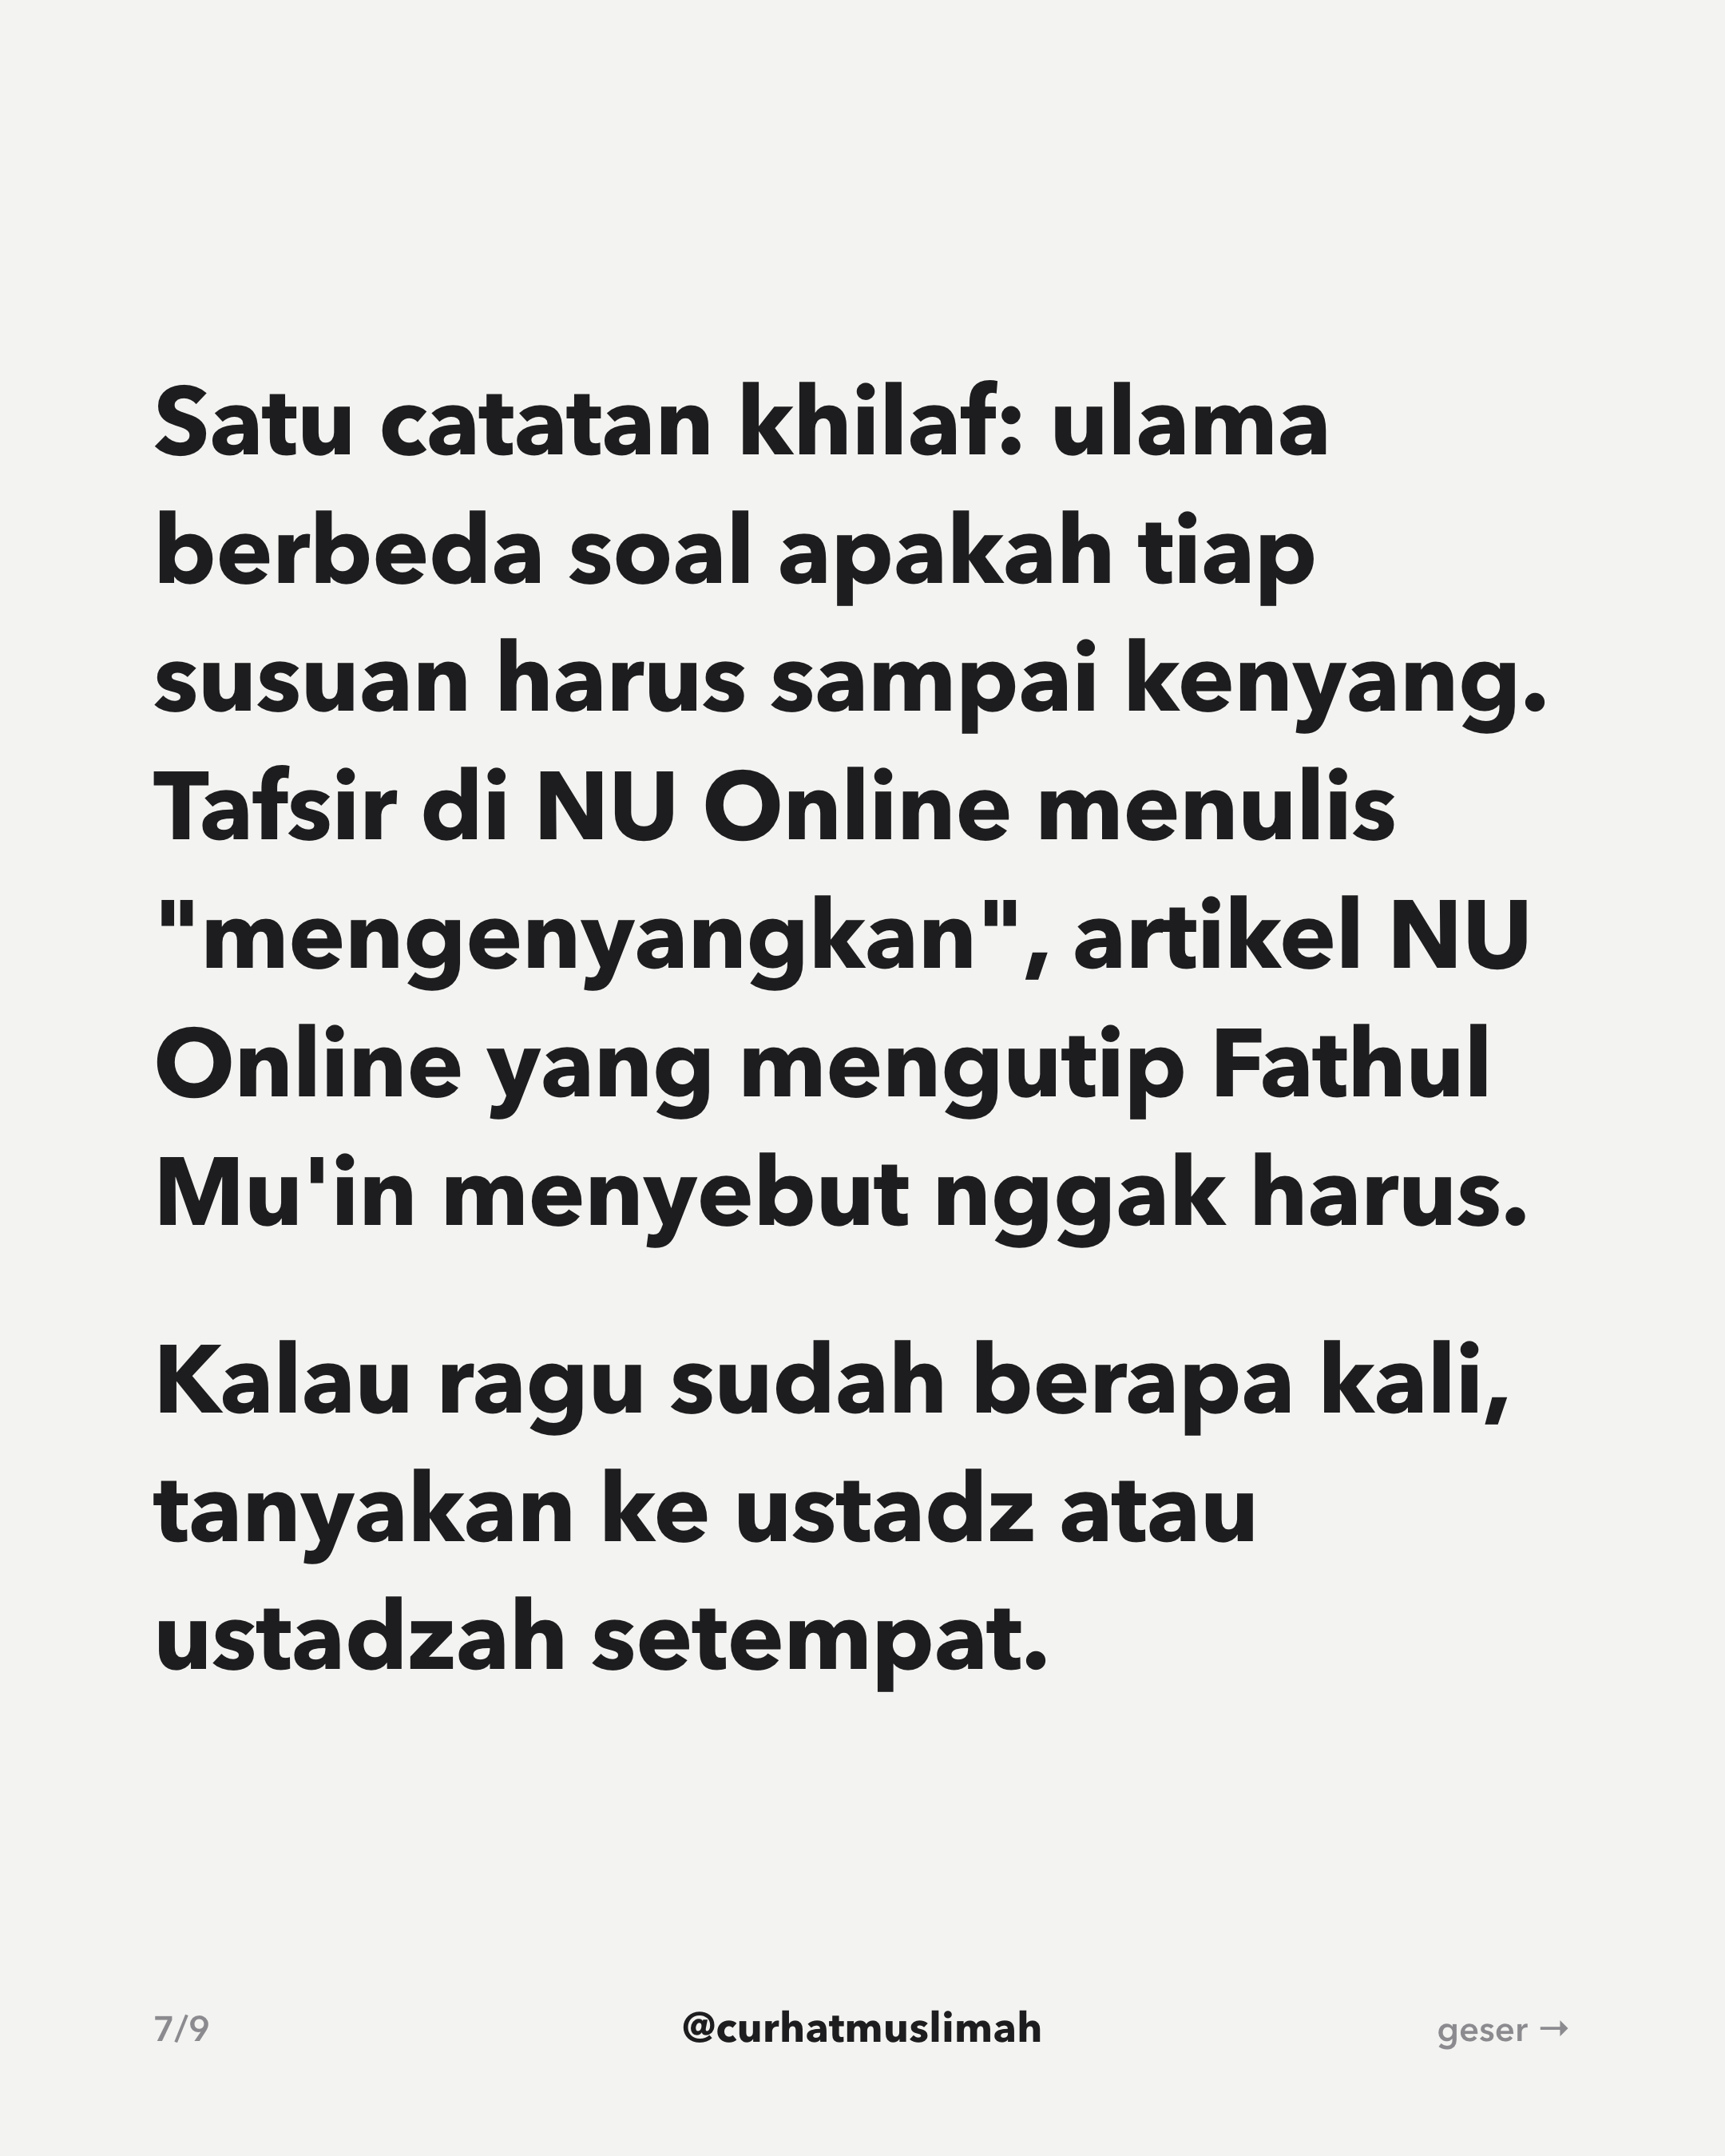 Satu catatan khilaf: ulama
berbeda soal apakah tiap
susuan harus sampai kenyang.
Tafsir di NU Online menulis
"mengenyangkan", artikel NU
Online yang mengutip Fathul
Mu'in menyebut nggak harus.
Kalau ragu sudah berapa kali,
tanyakan ke ustadz atau
ustadzah setempat.
7/9
@curhatmuslimah
geser →